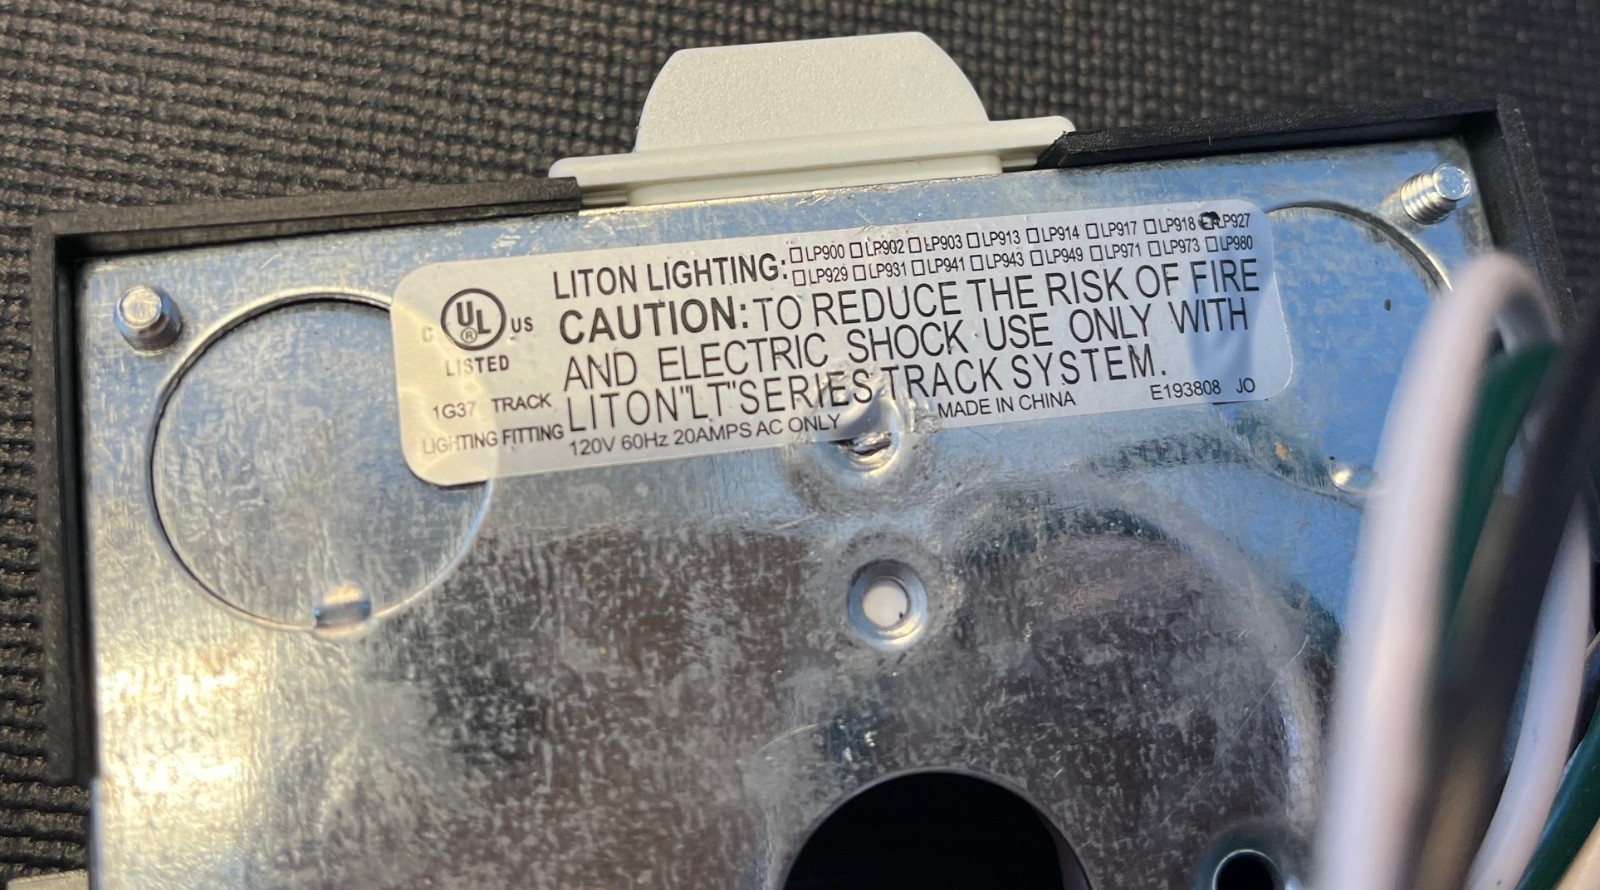 LITON LIGHTING: ☐LP900 ☐LP902 ☐LP903 ☐LP913 ☐LP914 ☐LP917 ☐LP918 LP927
☐LP929 ☐LP931 ☐LP941 ☐LP943 ☐LP949 ☐LP971 ☐LP973 ☐LP980
C UL ® US
LISTED
1G37 TRACK
LIGHTING FITTING
CAUTION: TO REDUCE THE RISK OF FIRE
AND ELECTRIC SHOCK USE ONLY WITH
LITON"LT"SERIES TRACK SYSTEM.
120V 60Hz 20AMPS AC ONLY MADE IN CHINA E193808 JO